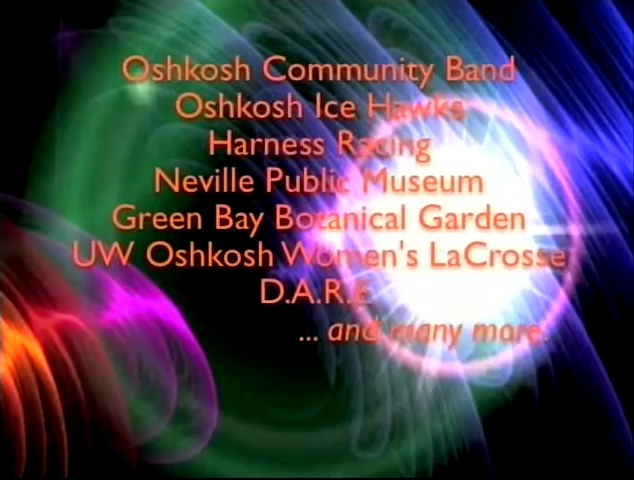 Oshkosh Community Band
Oshkosh Ice Hawks
Harness Racing
Neville Public Museum
Green Bay Botanical Garden
UW Oshkosh Women's LaCrosse
D.A.R.E
... and many more.